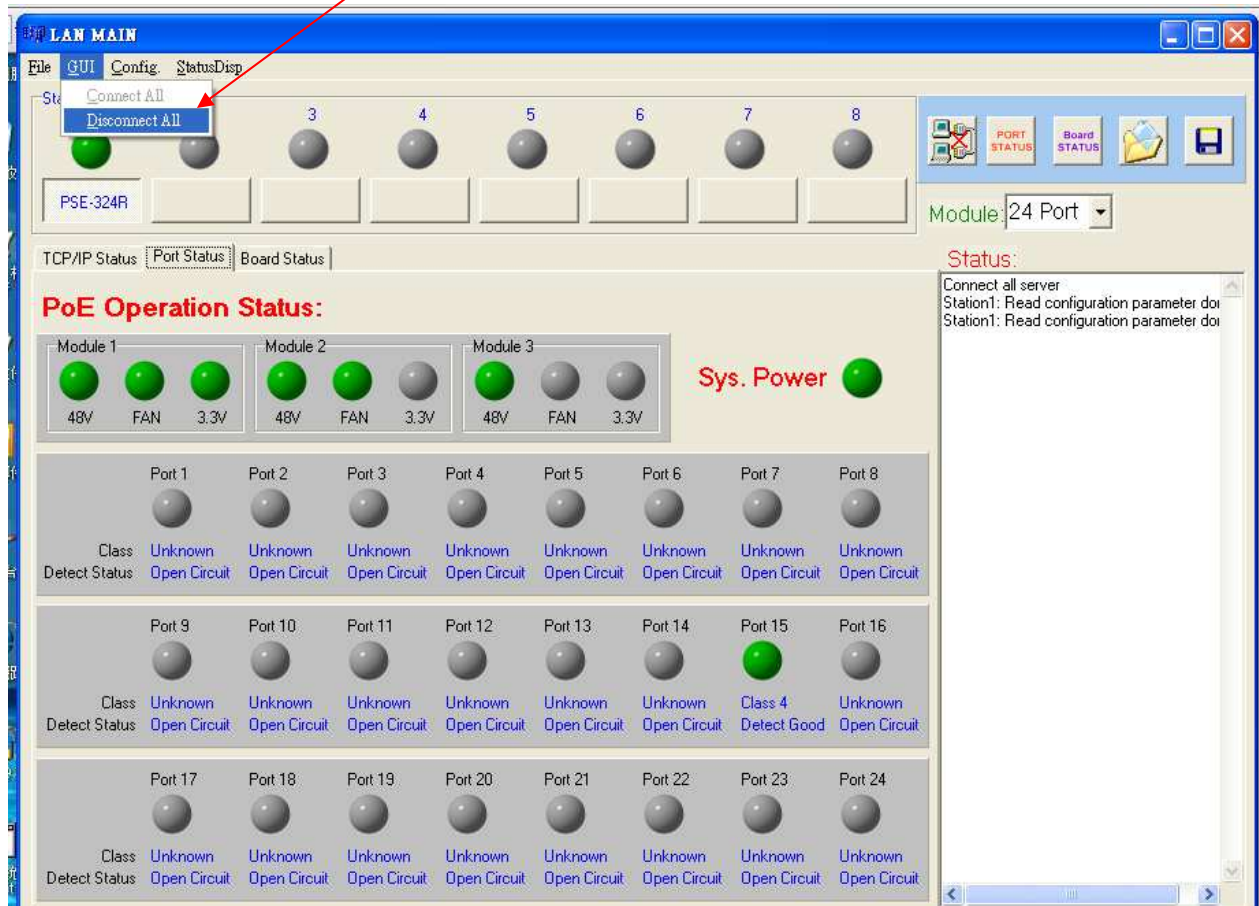 LAN MAIN
File GUI Config. StatusDisp
Connect All
Disconnect All
Sta
3 4 5 6 7 8
PSE-324R
PORT STATUS
Board STATUS
Module: 24 Port
TCP/IP Status Port Status Board Status
Status:
Connect all server
Station1: Read configuration parameter do
Station1: Read configuration parameter do
PoE Operation Status:
Module 1 Module 2 Module 3
Sys. Power
48V FAN 3.3V 48V FAN 3.3V 48V FAN 3.3V
Port 1 Port 2 Port 3 Port 4 Port 5 Port 6 Port 7 Port 8
Class Unknown Unknown Unknown Unknown Unknown Unknown Unknown Unknown
Detect Status Open Circuit Open Circuit Open Circuit Open Circuit Open Circuit Open Circuit Open Circuit Open Circuit
Port 9 Port 10 Port 11 Port 12 Port 13 Port 14 Port 15 Port 16
Class Unknown Unknown Unknown Unknown Unknown Unknown Class 4 Unknown
Detect Status Open Circuit Open Circuit Open Circuit Open Circuit Open Circuit Open Circuit Detect Good Open Circuit
Port 17 Port 18 Port 19 Port 20 Port 21 Port 22 Port 23 Port 24
Class Unknown Unknown Unknown Unknown Unknown Unknown Unknown Unknown
Detect Status Open Circuit Open Circuit Open Circuit Open Circuit Open Circuit Open Circuit Open Circuit Open Circuit